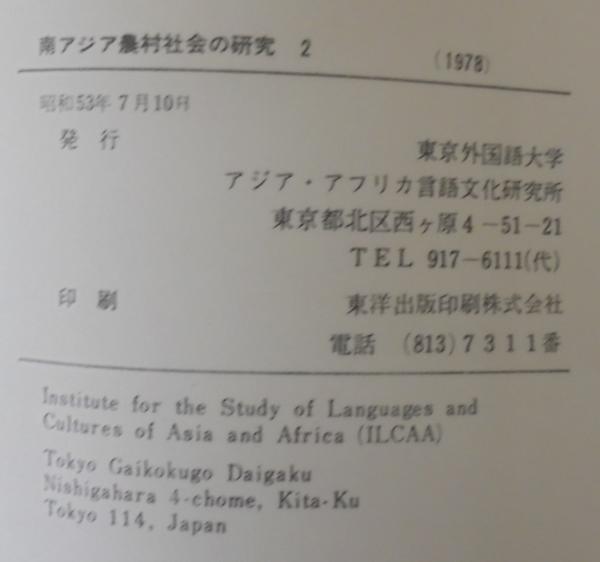 南アジア農村社会の研究 2 (1978)
昭和53年7月10日
発行 東京外国語大学
アジア・アフリカ言語文化研究所
東京都北区西ヶ原4-51-21
TEL 917-6111(代)
印刷 東洋出版印刷株式会社
電話 (813)7311番
Institute for the Study of Languages and
Cultures of Asia and Africa (ILCAA)
Tokyo Gaikokugo Daigaku
Nishigahara 4-chome, Kita-Ku
Tokyo 114, Japan